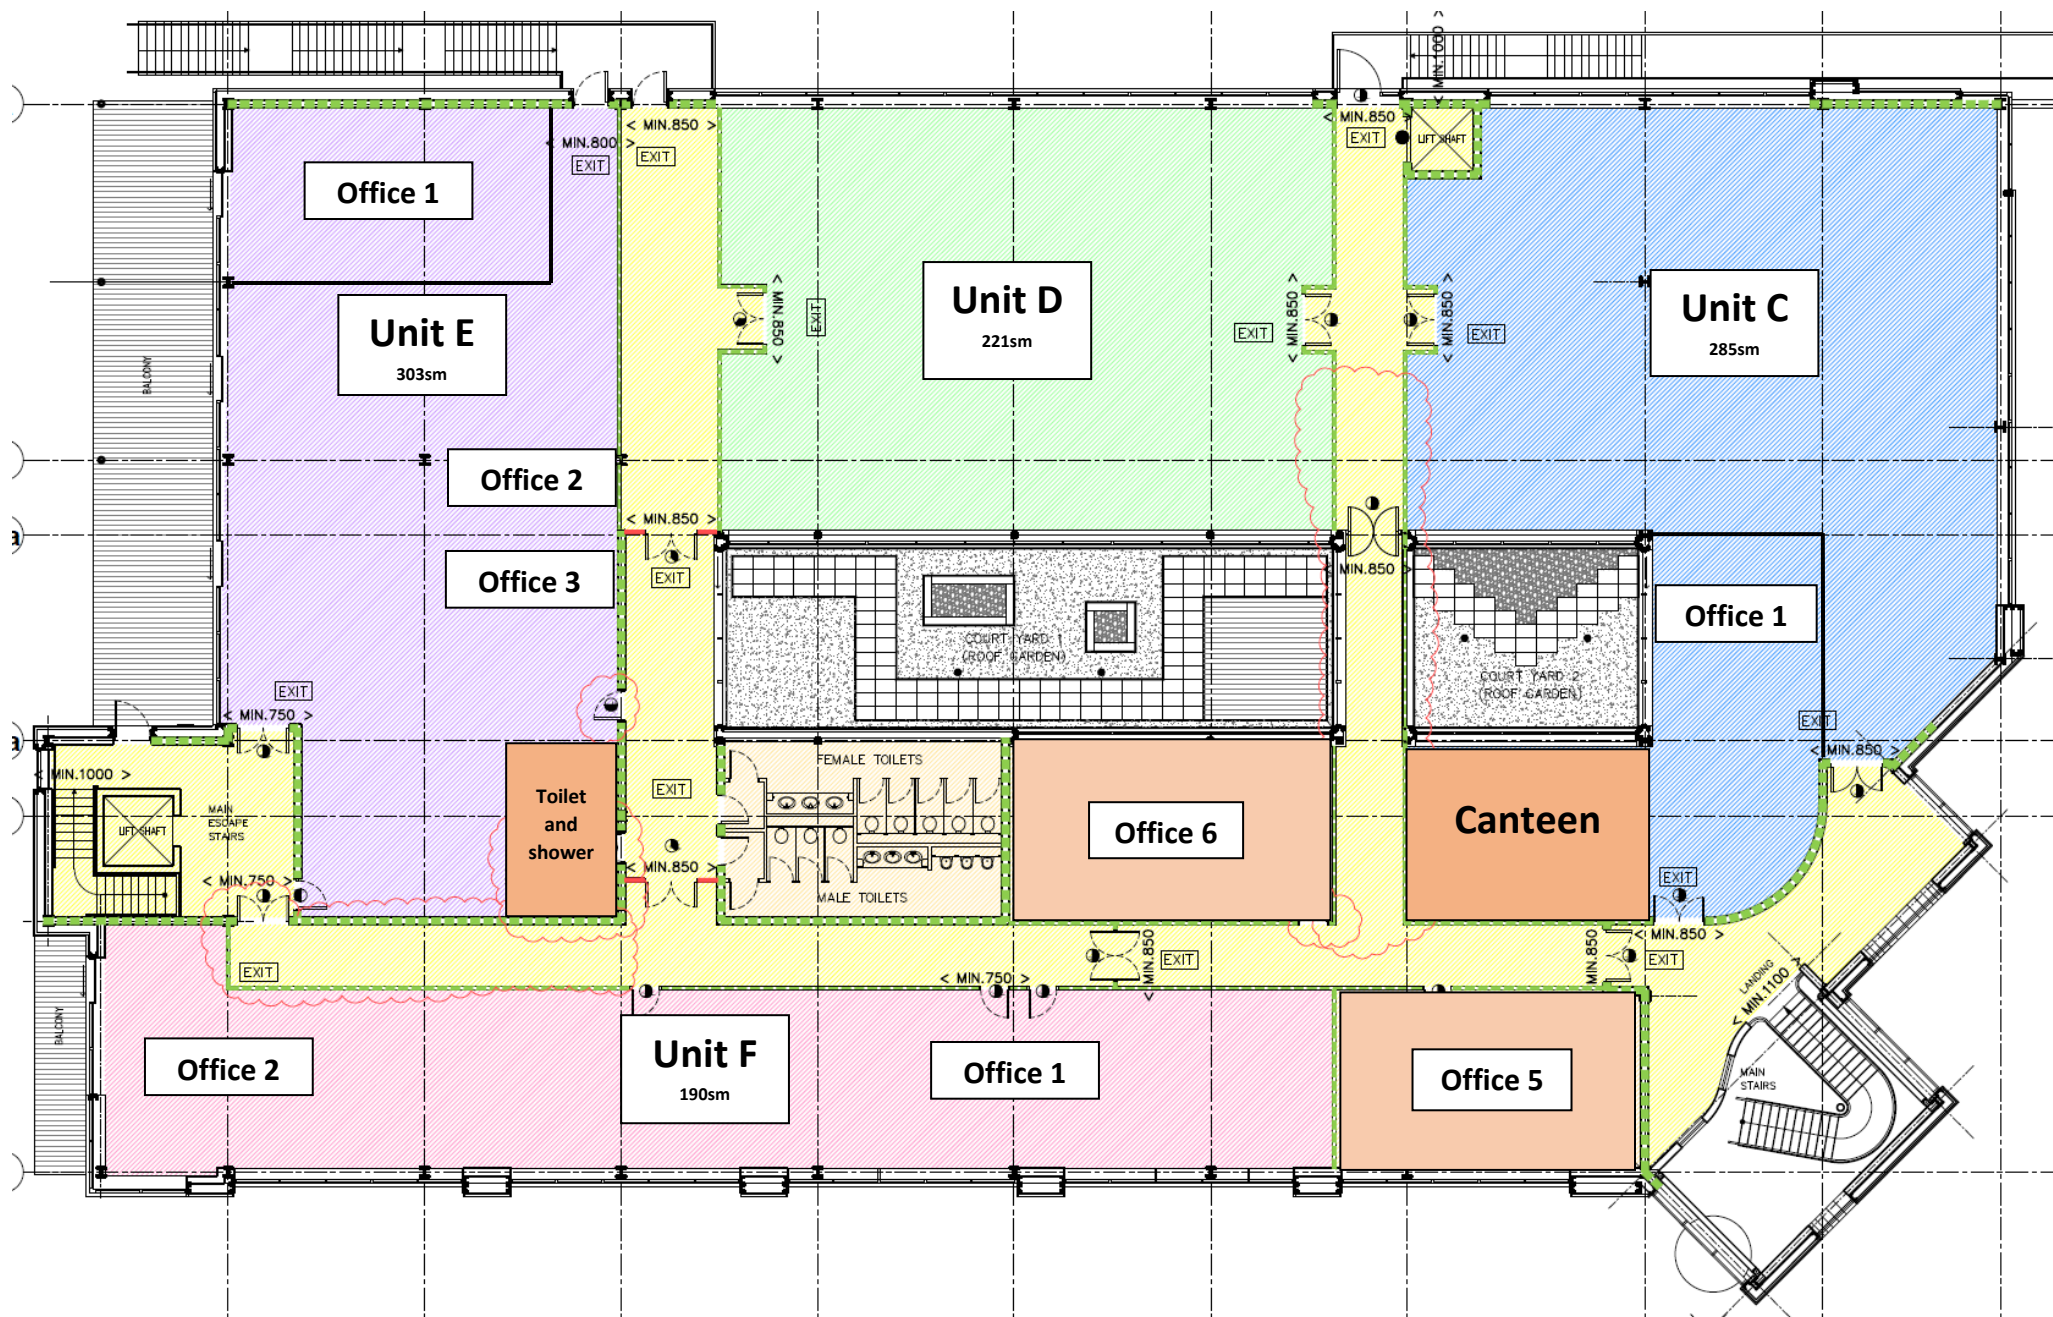 < MIN.1000 >
< MIN.850 >
< MIN.850 >
EXIT
LIFT SHAFT
< MIN.800 >
EXIT
EXIT
Office 1
Unit E
303sm
BALCONY
< MIN.850 >
EXIT
Unit D
221sm
EXIT
< MIN.850 >
< MIN.850 >
EXIT
Unit C
285sm
Office 2
< MIN.850 >
EXIT
Office 3
< MIN.850 >
COURT YARD 1
(ROOF GARDEN)
Office 1
COURT YARD 2
(ROOF GARDEN)
a
a
EXIT
< MIN.750 >
EXIT
< MIN.850 >
< MIN.1000 >
LIFT SHAFT
MAIN
ESCAPE
STAIRS
Toilet
and
shower
EXIT
FEMALE TOILETS
MALE TOILETS
Office 6
Canteen
< MIN.750 >
< MIN.850 >
EXIT
< MIN.850 >
EXIT
< MIN.750 >
< MIN.850
EXIT
MIN.850
EXIT
LANDING
< MIN.1100 >
BALCONY
Office 2
Unit F
190sm
Office 1
Office 5
MAIN
STAIRS